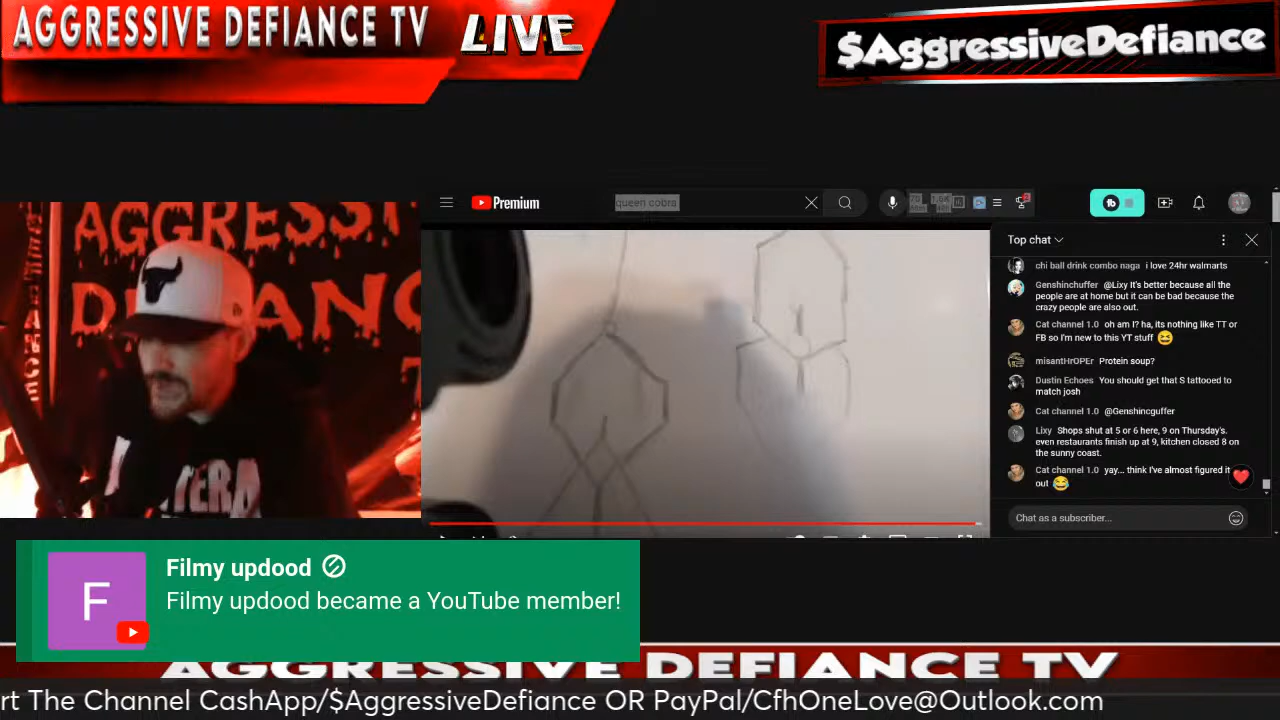 AGGRESSIVE DEFIANCE TV
LIVE
$AggressiveDefiance
Premium
queen cobra
Top chat
chi ball drink combo naga i love 24hr walmarts
Genshinchuffer @Lixy It's better because all the
people are at home but it can be bad because the
crazy people are also out.
Cat channel 1.0 oh am I? ha, its nothing like TT or
FB so I'm new to this YT stuff 😆
misantHrOPEr Protein soup?
Dustin Echoes You should get that S tattooed to
match josh
Cat channel 1.0 @Genshincguffer
Lixy Shops shut at 5 or 6 here, 9 on Thursday's.
even restaurants finish up at 9, kitchen closed 8 on
the sunny coast.
Cat channel 1.0 yay... think I've almost figured it
out 😂
Chat as a subscriber...
F
Filmy updood
Filmy updood became a YouTube member!
AGGRESSIVE DEFIANCE TV
rt The Channel CashApp/$AggressiveDefiance OR PayPal/CfhOneLove@Outlook.com